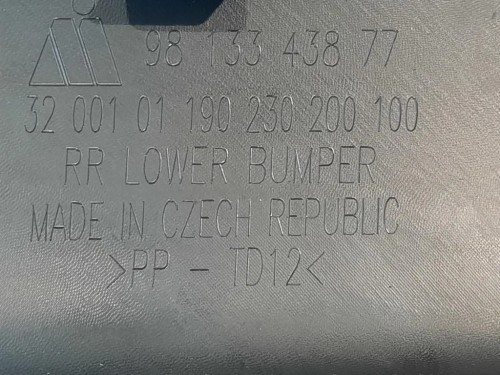 98 133 438 77
32 001 01 190 230 200 100
RR LOWER BUMPER
MADE IN CZECH REPUBLIC
>PP - TD12<